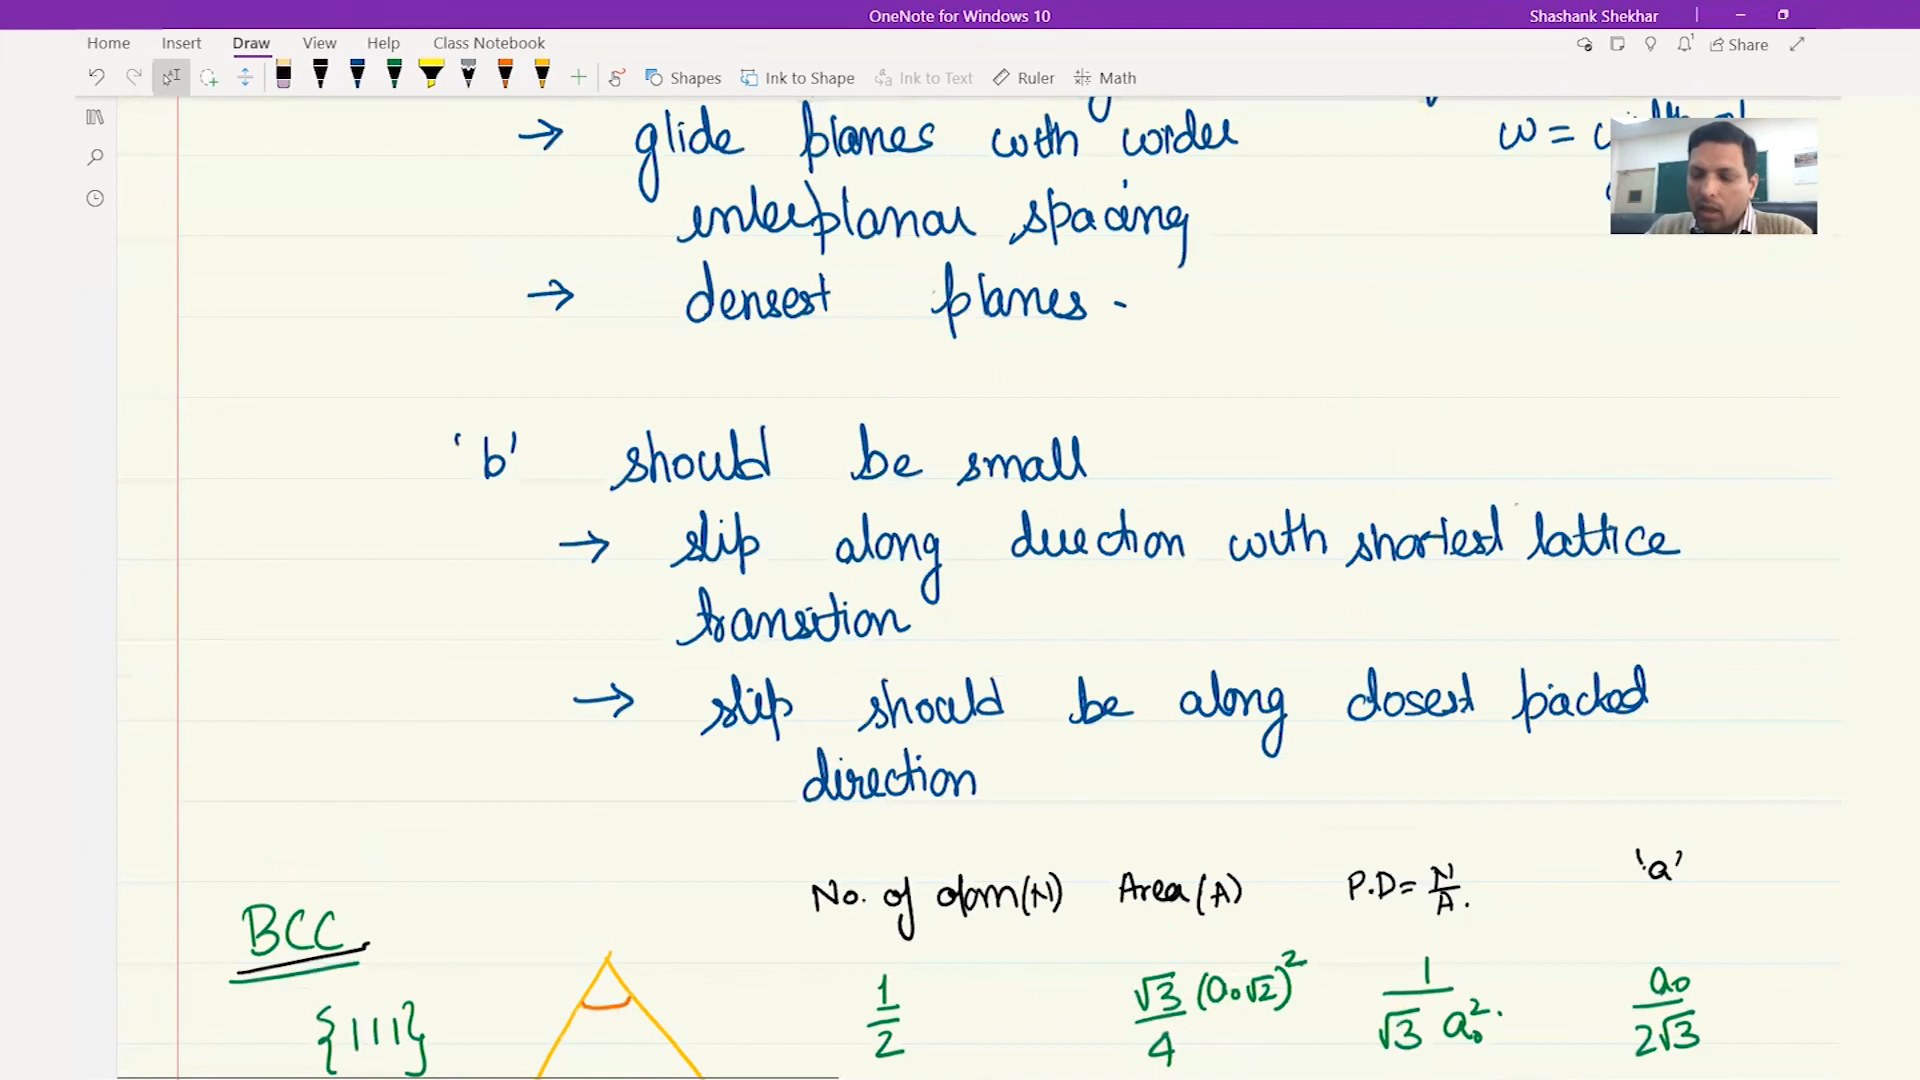 OneNote for Windows 10
Shashank Shekhar
Home Insert Draw View Help Class Notebook
Share
Shapes Ink to Shape Ink to Text Ruler Math
→ glide planes with wider
interplanar spacing
→ densest planes.
w =
'b' should be small
→ slip along direction with shortest lattice
transition
→ slip should be along closest packed
direction
No. of atom(N) Area(A) P.D = N/A. 'a'
BCC
{111} 1/2 √3/4 (a₀√2)² 1/(√3 a₀²). a₀/(2√3)